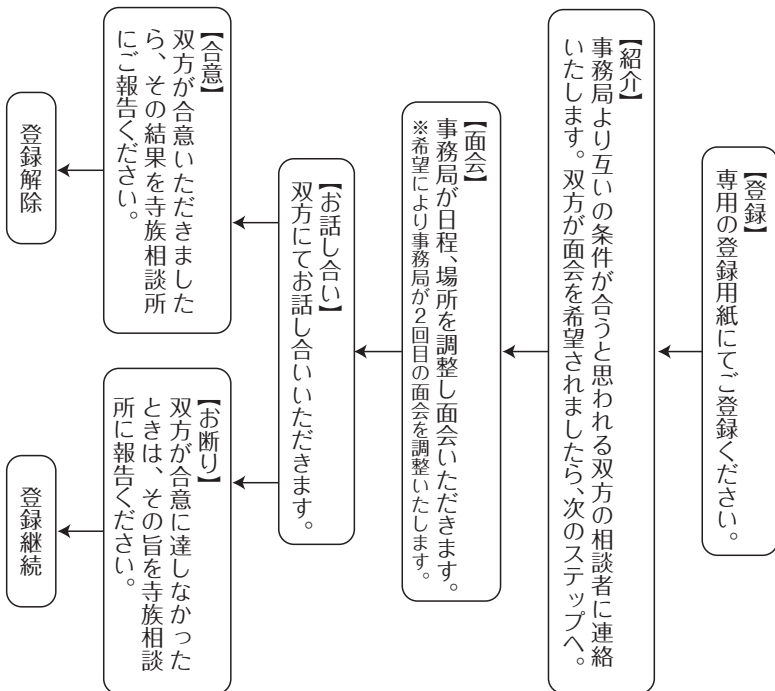 【登録】
専用の登録用紙にてご登録ください。
【紹介】
事務局より互いの条件が合うと思われる双方の相談者に連絡
いたします。双方が面会を希望されましたら、次のステップへ。
【面会】
事務局が日程、場所を調整し面会いただきます。
※希望により事務局が２回目の面会を調整いたします。
【お話し合い】
双方にてお話し合いいただきます。
【合意】
双方が合意いただきました
ら、その結果を寺族相談所
にご報告ください。
登録解除
【お断り】
双方が合意に達しなかった
ときは、その旨を寺族相談
所に報告ください。
登録継続